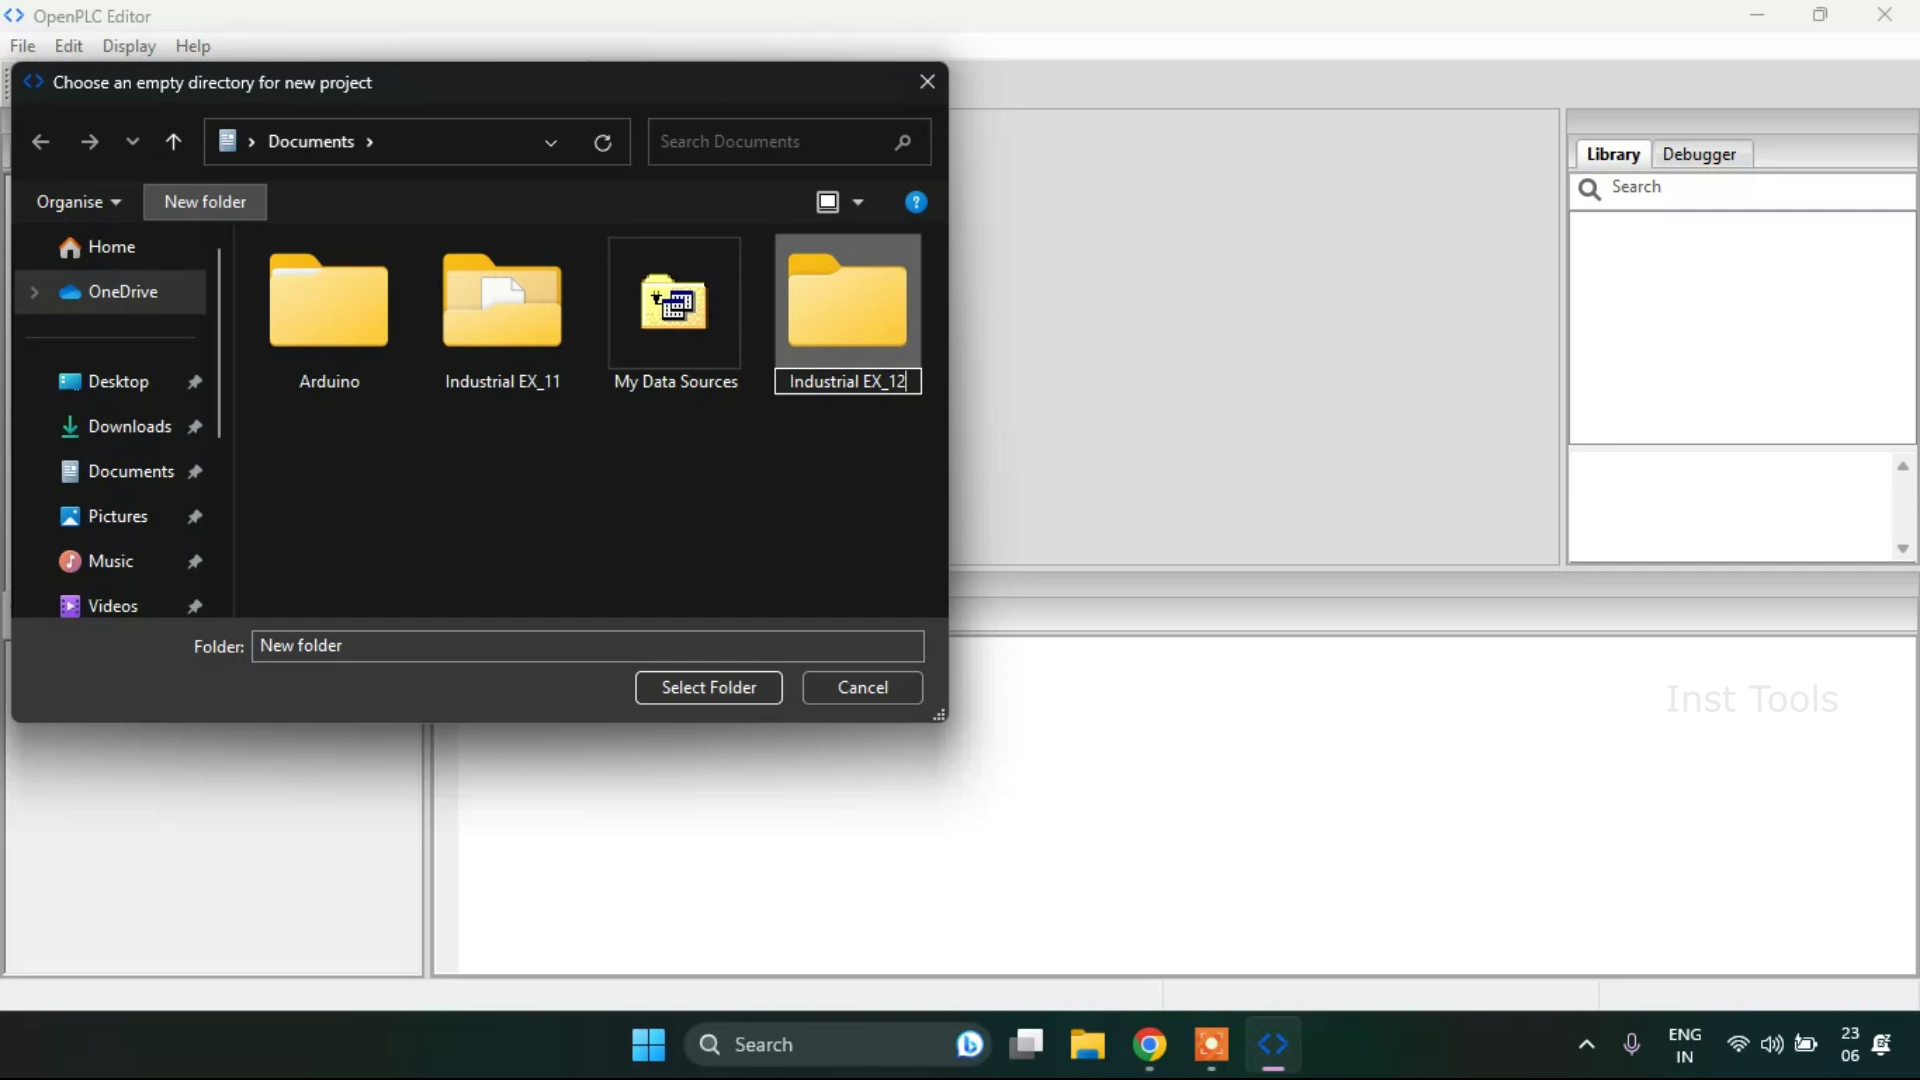 OpenPLC Editor
File Edit Display Help
Choose an empty directory for new project
Documents
Search Documents
Organise New folder
Home
OneDrive
Desktop
Downloads
Documents
Pictures
Music
Videos
Arduino Industrial EX_11 My Data Sources Industrial EX_12
Folder: New folder
Select Folder Cancel
Library Debugger
Search
Inst Tools
Search
ENG
IN
23
06